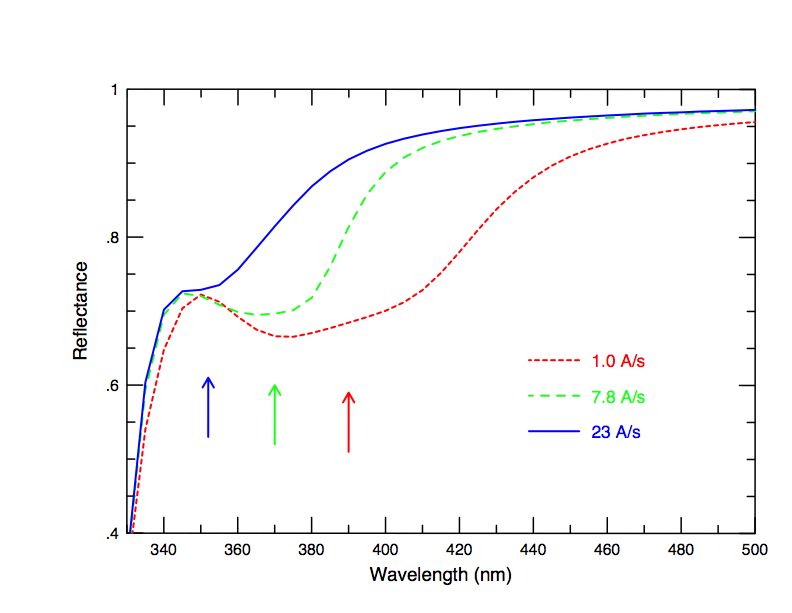 1
.8
.6
.4
Reflectance
1.0 A/s
7.8 A/s
23 A/s
340 360 380 400 420 440 460 480 500
Wavelength (nm)